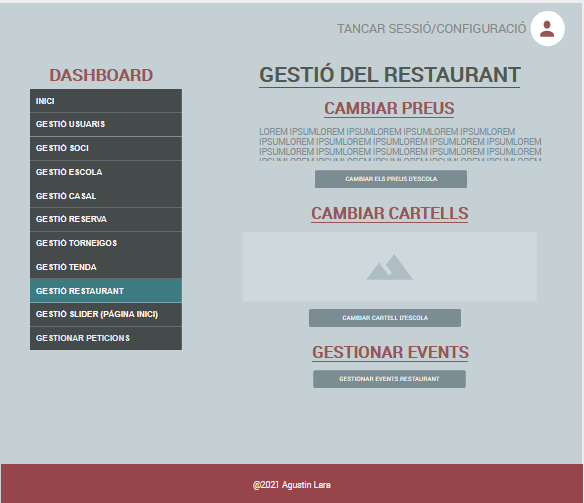 TANCAR SESSIÓ/CONFIGURACIÓ
DASHBOARD
INICI
GESTIÓ USUARIS
GESTIÓ SOCI
GESTIÓ ESCOLA
GESTIÓ CASAL
GESTIÓ RESERVA
GESTIÓ TORNEIGOS
GESTIÓ TENDA
GESTIÓ RESTAURANT
GESTIÓ SLIDER (PÁGINA INICI)
GESTIONAR PETICIONS
GESTIÓ DEL RESTAURANT
CAMBIAR PREUS
LOREM IPSUMLOREM IPSUMLOREM IPSUMLOREM IPSUMLOREM
IPSUMLOREM IPSUMLOREM IPSUMLOREM IPSUMLOREM IPSUMLOREM
IPSUMLOREM IPSUMLOREM IPSUMLOREM IPSUMLOREM IPSUMLOREM
IPSUMLOREM IPSUMLOREM IPSUMLOREM IPSUMLOREM IPSUMLOREM
CAMBIAR ELS PREUS D'ESCOLA
CAMBIAR CARTELLS
CAMBIAR CARTELL D'ESCOLA
GESTIONAR EVENTS
GESTIONAR EVENTS RESTAURANT
@2021 Agustin Lara